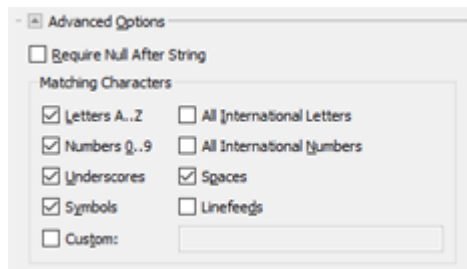 Advanced Options
Require Null After String
Matching Characters
Letters A..Z All International Letters
Numbers 0..9 All International Numbers
Underscores Spaces
Symbols Linefeeds
Custom: